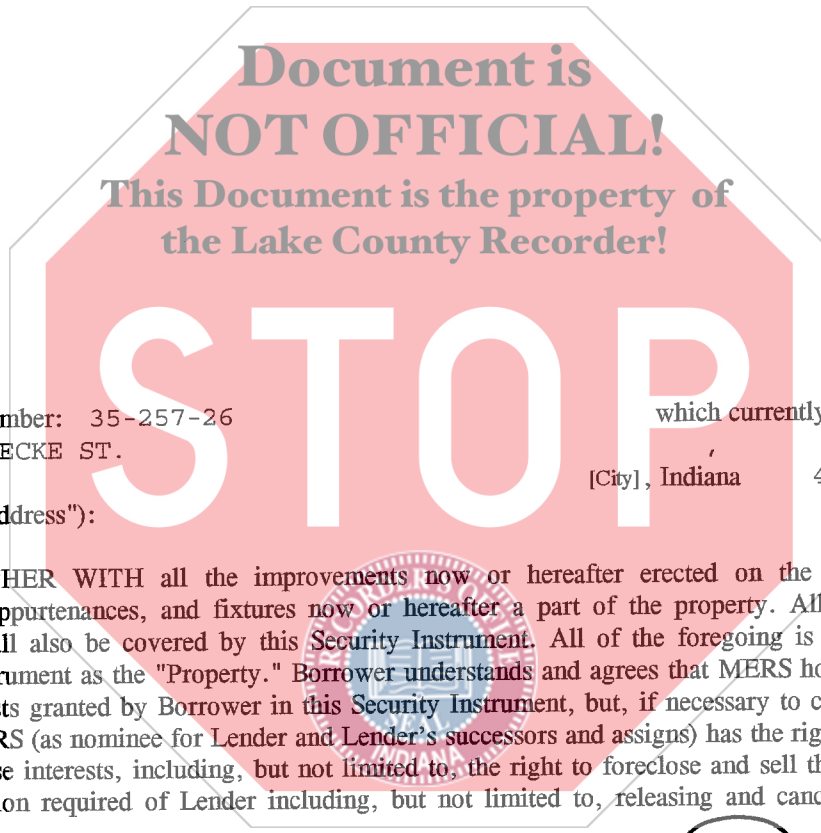 Document is
NOT OFFICIAL!
This Document is the property of
the Lake County Recorder!
STOP
mber: 35-257-26 which currently
ECKE ST. ,
[City], Indiana 4
ddress"):
HER WITH all the improvements now or hereafter erected on the
ppurtenances, and fixtures now or hereafter a part of the property. All
ll also be covered by this Security Instrument. All of the foregoing is
rument as the "Property." Borrower understands and agrees that MERS ho
ts granted by Borrower in this Security Instrument, but, if necessary to c
RS (as nominee for Lender and Lender's successors and assigns) has the rig
se interests, including, but not limited to, the right to foreclose and sell th
on required of Lender including, but not limited to, releasing and canc
SEAL
INDIANA